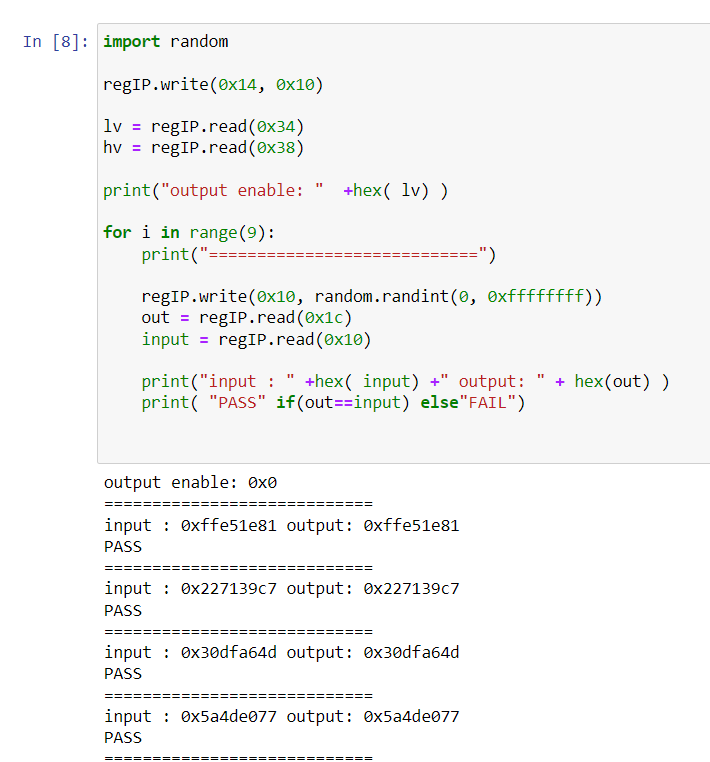 In [8]: import random
regIP.write(0x14, 0x10)
lv = regIP.read(0x34)
hv = regIP.read(0x38)
print("output enable: "  +hex( lv) )
for i in range(9):
    print("============================")
    regIP.write(0x10, random.randint(0, 0xffffffff))
    out = regIP.read(0x1c)
    input = regIP.read(0x10)
    print("input : " +hex( input) +" output: " + hex(out) )
    print( "PASS" if(out==input) else"FAIL")
output enable: 0x0
============================
input : 0xffe51e81 output: 0xffe51e81
PASS
============================
input : 0x227139c7 output: 0x227139c7
PASS
============================
input : 0x30dfa64d output: 0x30dfa64d
PASS
============================
input : 0x5a4de077 output: 0x5a4de077
PASS
============================